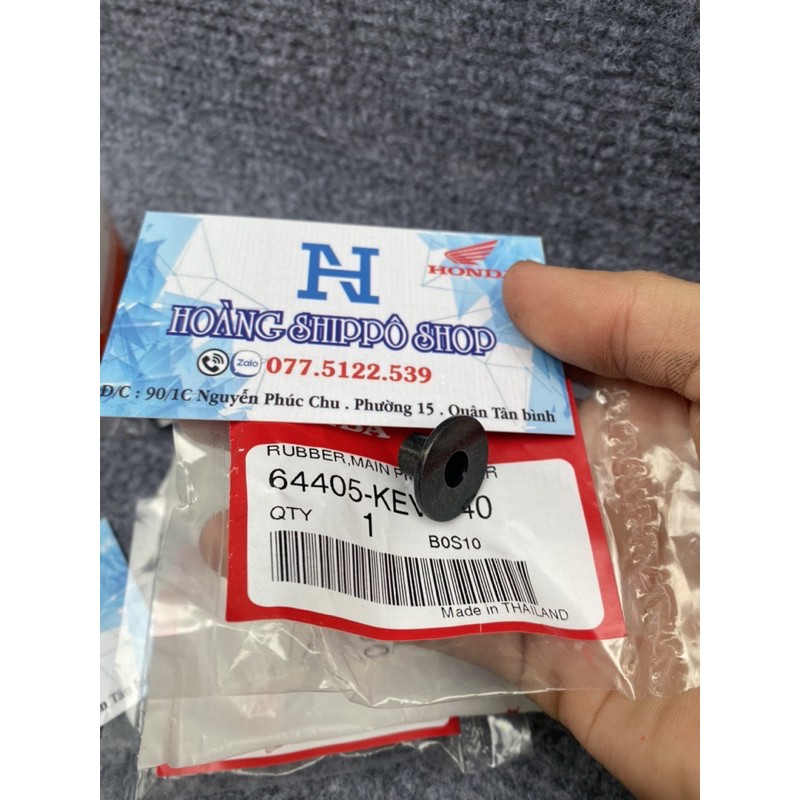 HONDA
HOÀNG SHIPPÔ SHOP
Zalo 077.5122.539
Đ/C : 90/1C Nguyễn Phúc Chu . Phường 15 . Quận Tân bình
RUBBER,MAIN
64405-KEV 40
QTY 1 B0S10
Made in THAILAND